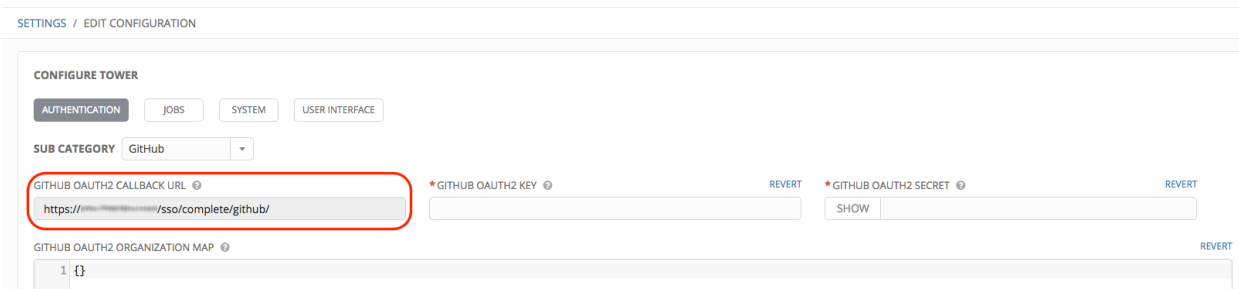 SETTINGS / EDIT CONFIGURATION
CONFIGURE TOWER
AUTHENTICATION JOBS SYSTEM USER INTERFACE
SUB CATEGORY GitHub
GITHUB OAUTH2 CALLBACK URL * GITHUB OAUTH2 KEY REVERT * GITHUB OAUTH2 SECRET REVERT
https:// /sso/complete/github/ SHOW
GITHUB OAUTH2 ORGANIZATION MAP REVERT
1 {}